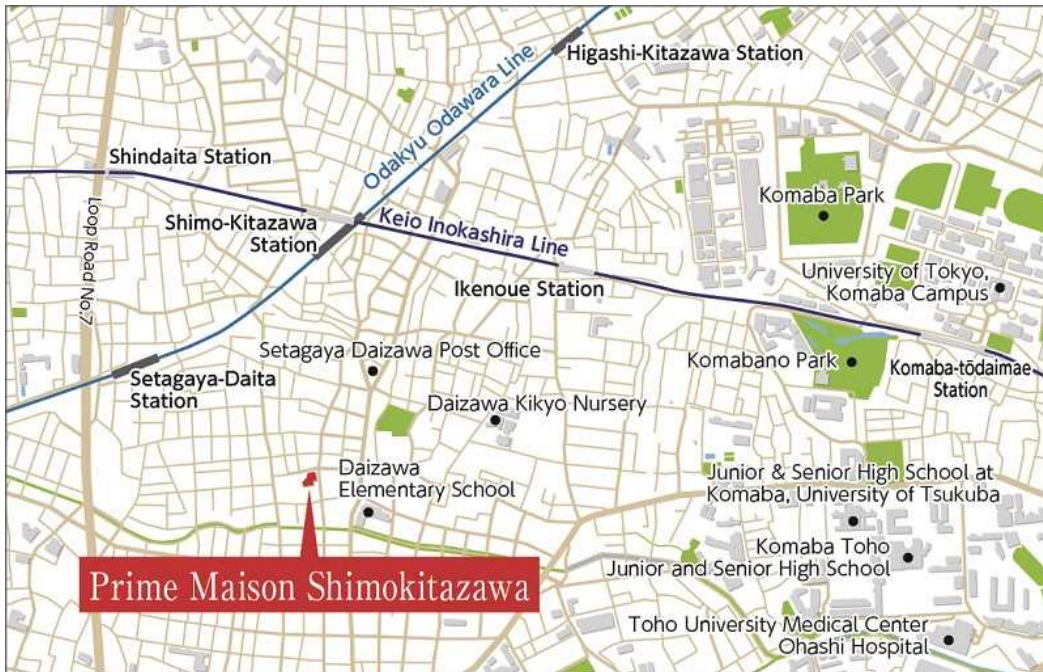 Higashi-Kitazawa Station
Odakyu Odawara Line
Shindaita Station
Komaba Park
Shimo-Kitazawa
Station
Keio Inokashira Line
Loop Road No.7
University of Tokyo,
Komaba Campus
Ikenoue Station
Setagaya Daizawa Post Office
Komabano Park
Komaba-tōdaimae
Station
Setagaya-Daita
Station
Daizawa Kikyo Nursery
Daizawa
Elementary School
Junior & Senior High School at
Komaba, University of Tsukuba
Komaba Toho
Junior and Senior High School
Prime Maison Shimokitazawa
Toho University Medical Center
Ohashi Hospital